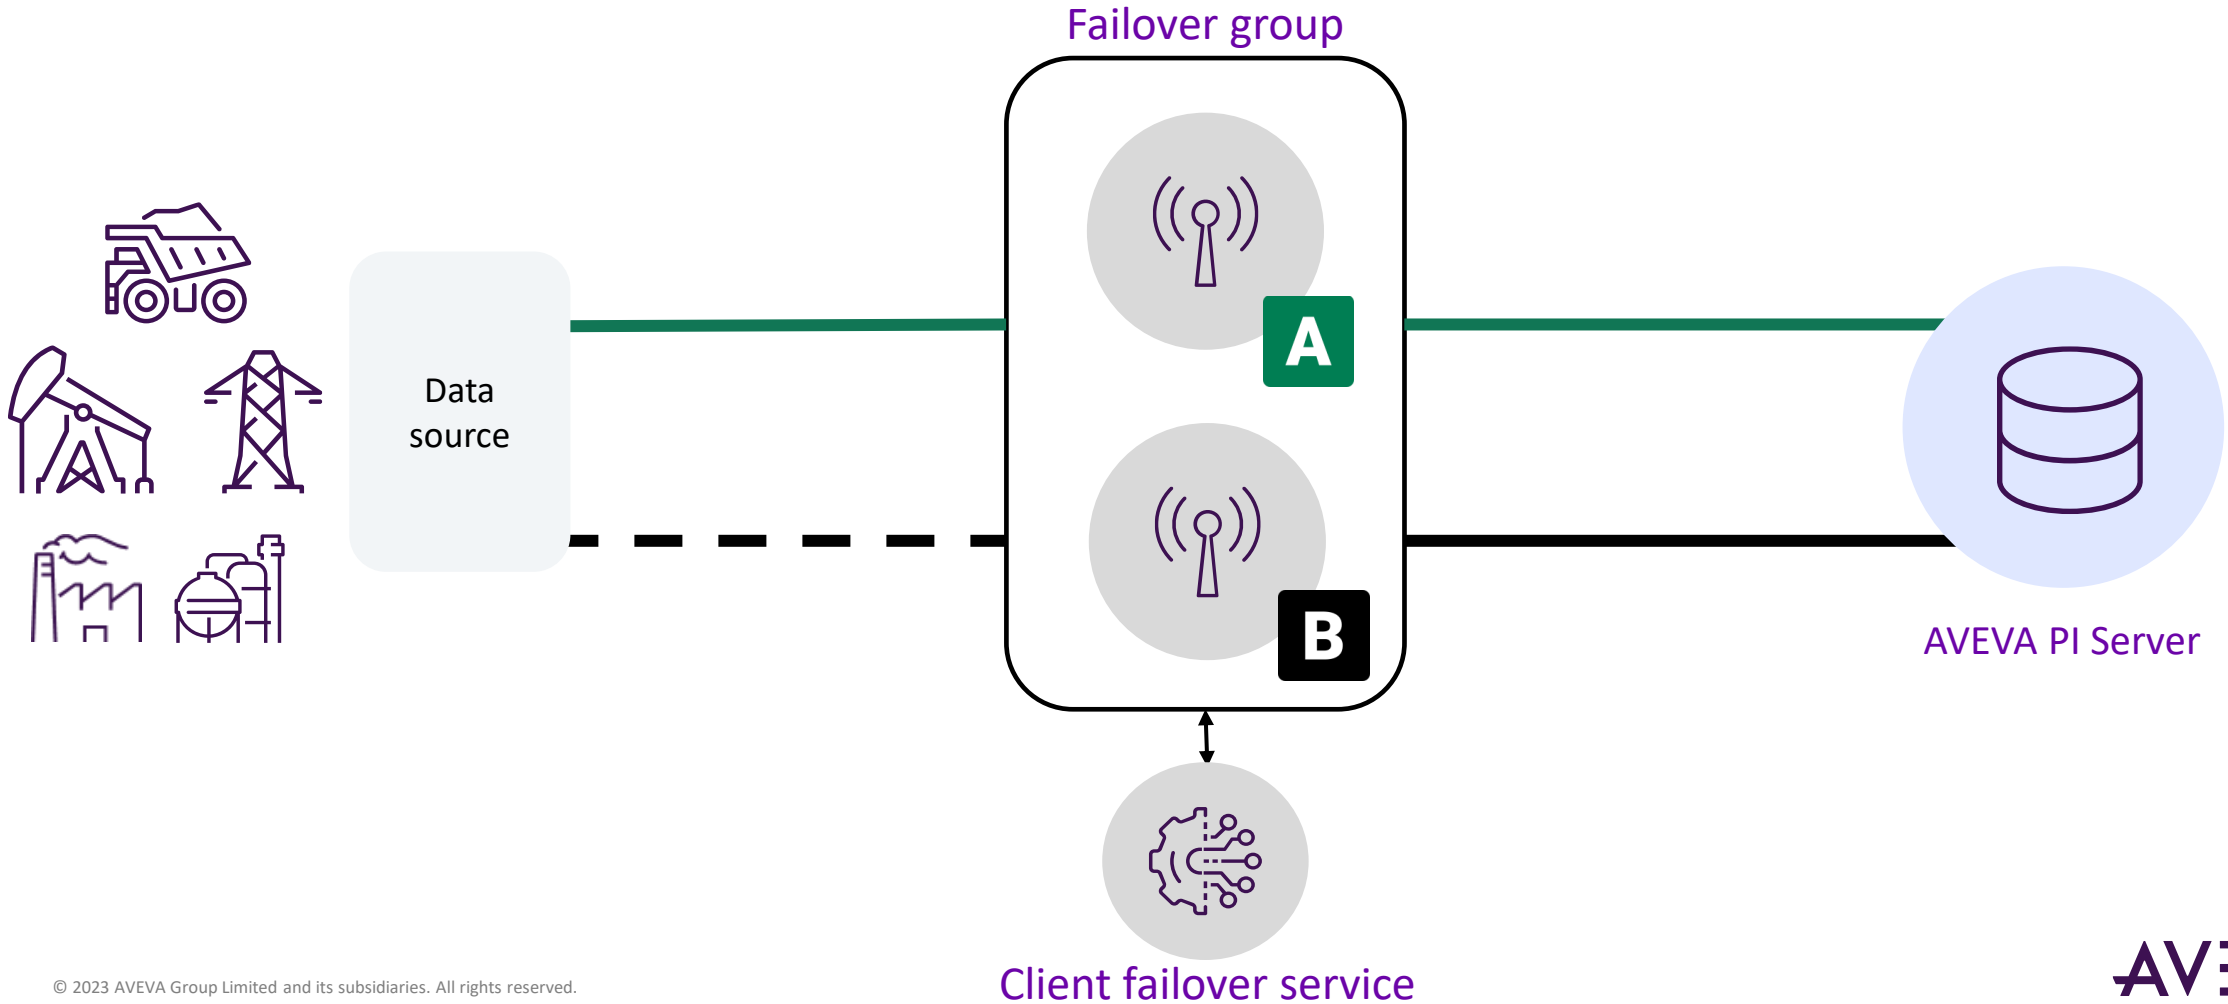 Failover group
A
Data
source
B
AVEVA PI Server
Client failover service
© 2023 AVEVA Group Limited and its subsidiaries. All rights reserved.